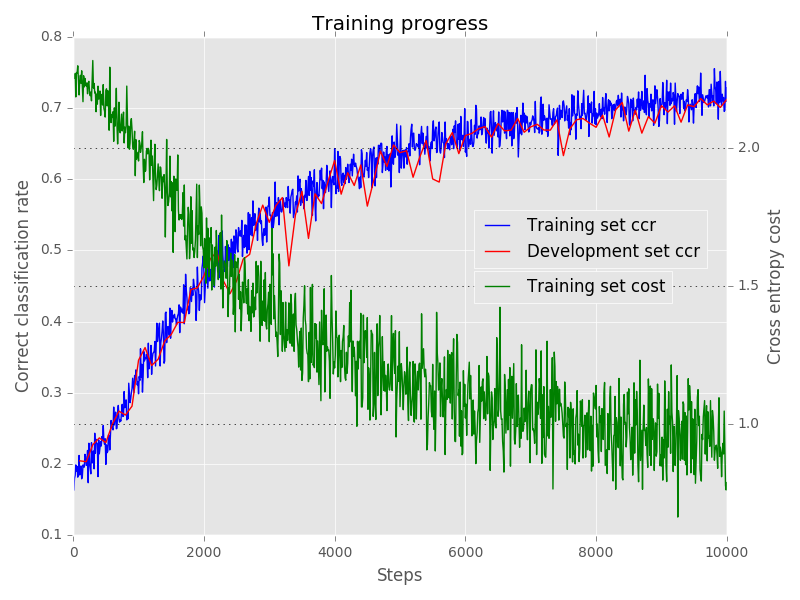 Training progress
0.8
0.7
0.6
0.5
0.4
0.3
0.2
0.1
Correct classification rate
0 2000 4000 6000 8000 10000
Steps
2.0
1.5
1.0
Cross entropy cost
Training set ccr
Development set ccr
Training set cost